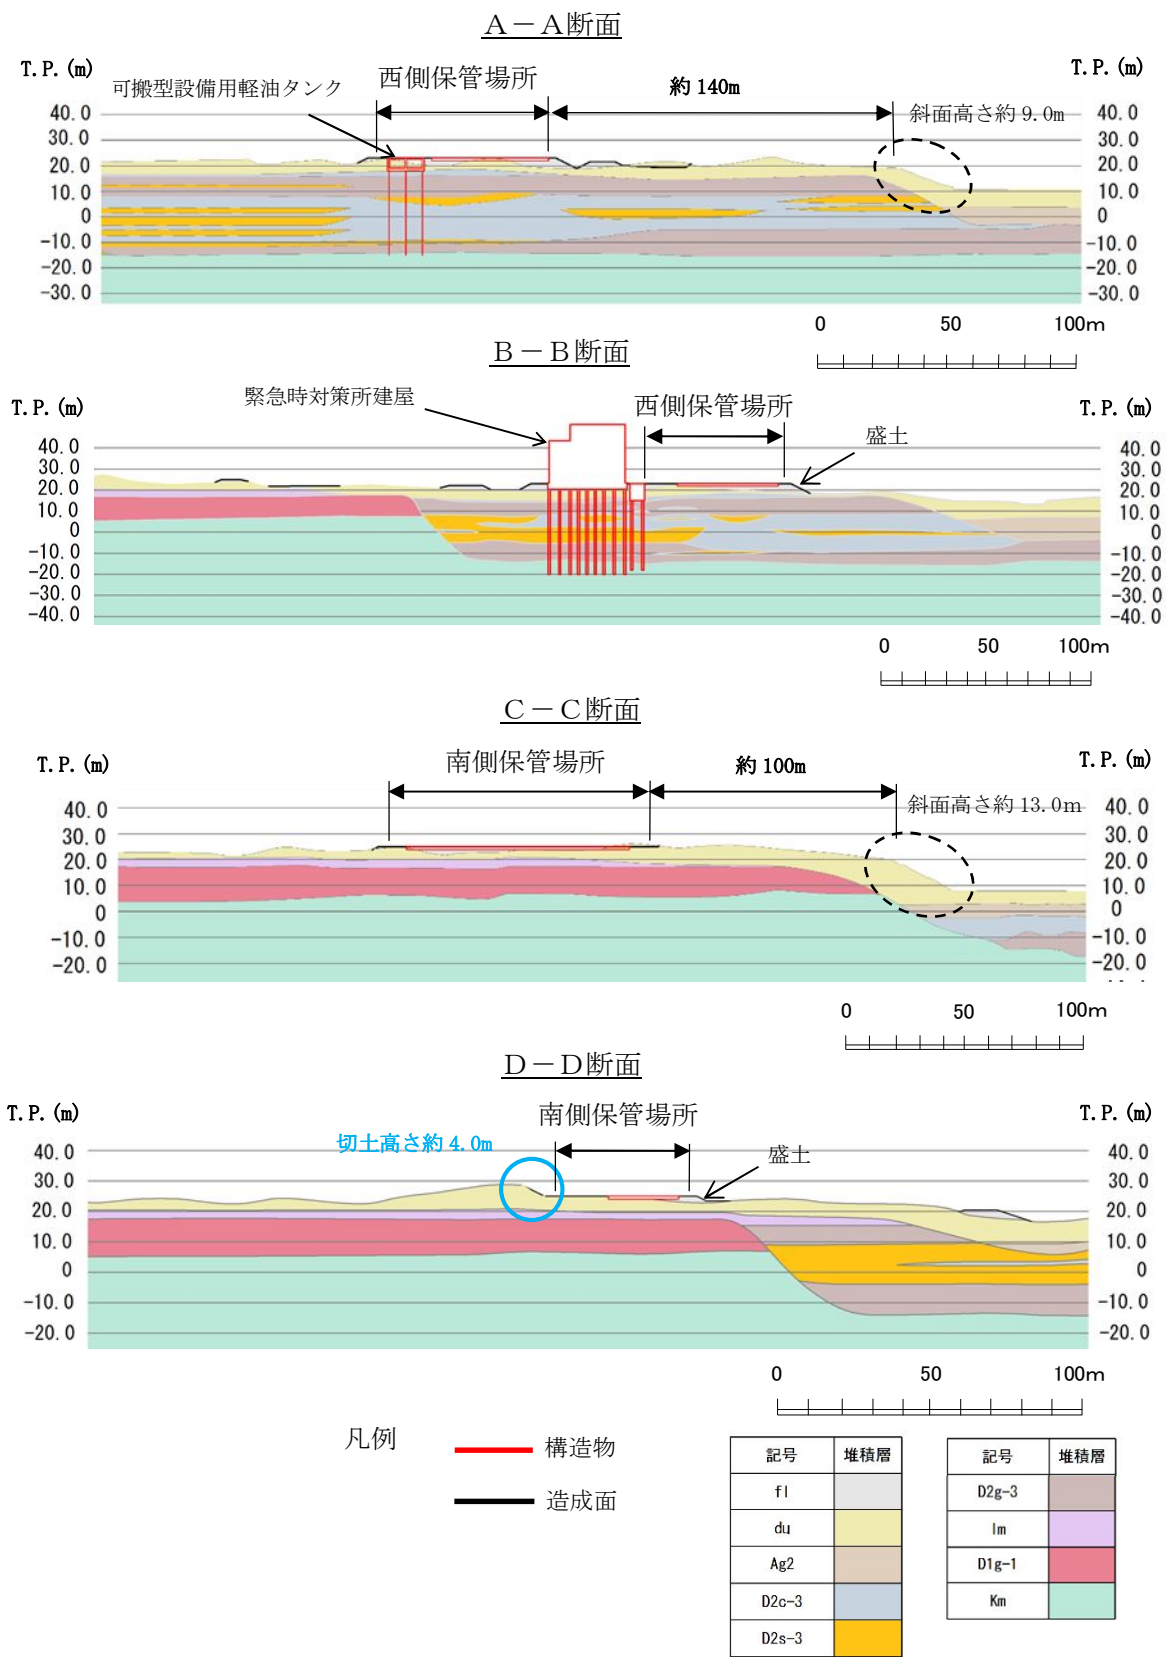 A－A断面
T.P.(m)
T.P.(m)
西側保管場所
約140m
可搬型設備用軽油タンク
斜面高さ約9.0m
40.0
40.0
30.0
30.0
20.0
20.0
10.0
10.0
0
0
-10.0
-10.0
-20.0
-20.0
-30.0
-30.0
0 50 100m
B－B断面
緊急時対策所建屋
西側保管場所
T.P.(m)
T.P.(m)
盛土
40.0
40.0
30.0
30.0
20.0
20.0
10.0
10.0
0
0
-10.0
-10.0
-20.0
-20.0
-30.0
-30.0
-40.0
-40.0
0 50 100m
C－C断面
T.P.(m)
T.P.(m)
南側保管場所
約100m
斜面高さ約13.0m
40.0
40.0
30.0
30.0
20.0
20.0
10.0
10.0
0
0
-10.0
-10.0
-20.0
-20.0
0 50 100m
D－D断面
T.P.(m)
T.P.(m)
南側保管場所
切土高さ約4.0m
盛土
40.0
40.0
30.0
30.0
20.0
20.0
10.0
10.0
0
0
-10.0
-10.0
-20.0
-20.0
0 50 100m
凡例
構造物
造成面
記号 堆積層
fl
du
Ag2
D2c-3
D2s-3
記号 堆積層
D2g-3
lm
D1g-1
Km